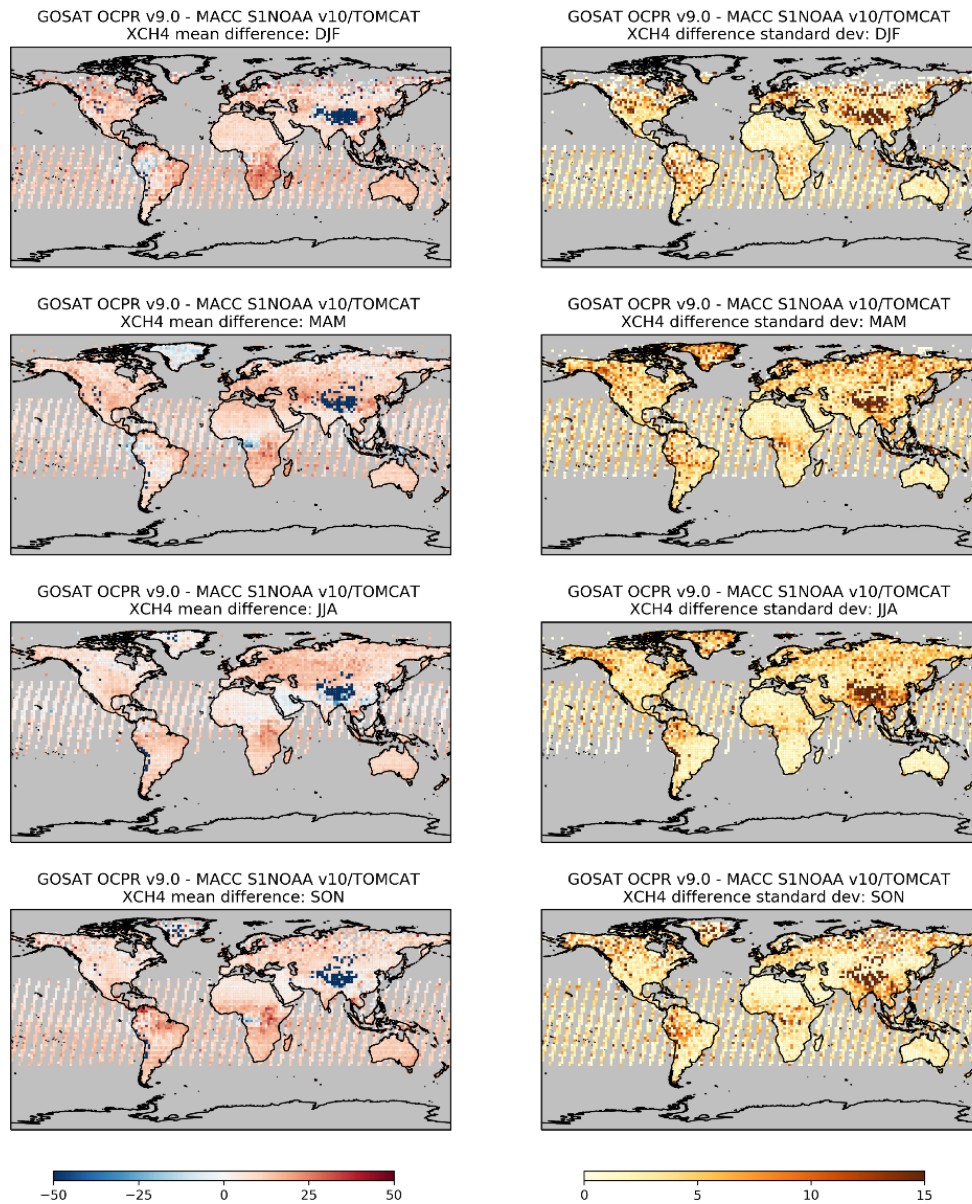 GOSAT OCPR v9.0 - MACC S1NOAA v10/TOMCAT
XCH4 mean difference: DJF
GOSAT OCPR v9.0 - MACC S1NOAA v10/TOMCAT
XCH4 difference standard dev: DJF
GOSAT OCPR v9.0 - MACC S1NOAA v10/TOMCAT
XCH4 mean difference: MAM
GOSAT OCPR v9.0 - MACC S1NOAA v10/TOMCAT
XCH4 difference standard dev: MAM
GOSAT OCPR v9.0 - MACC S1NOAA v10/TOMCAT
XCH4 mean difference: JJA
GOSAT OCPR v9.0 - MACC S1NOAA v10/TOMCAT
XCH4 difference standard dev: JJA
GOSAT OCPR v9.0 - MACC S1NOAA v10/TOMCAT
XCH4 mean difference: SON
GOSAT OCPR v9.0 - MACC S1NOAA v10/TOMCAT
XCH4 difference standard dev: SON
−50 −25 0 25 50
0 5 10 15